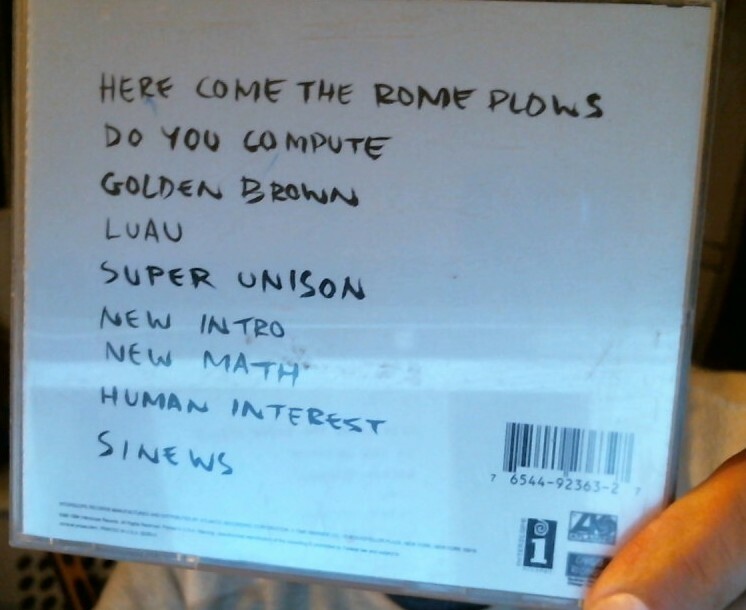 HERE COME THE ROME PLOWS
DO YOU COMPUTE
GOLDEN BROWN
LUAU
SUPER UNISON
NEW INTRO
NEW MATH
HUMAN INTEREST
SINEWS
7 6544-92363-2 7
i